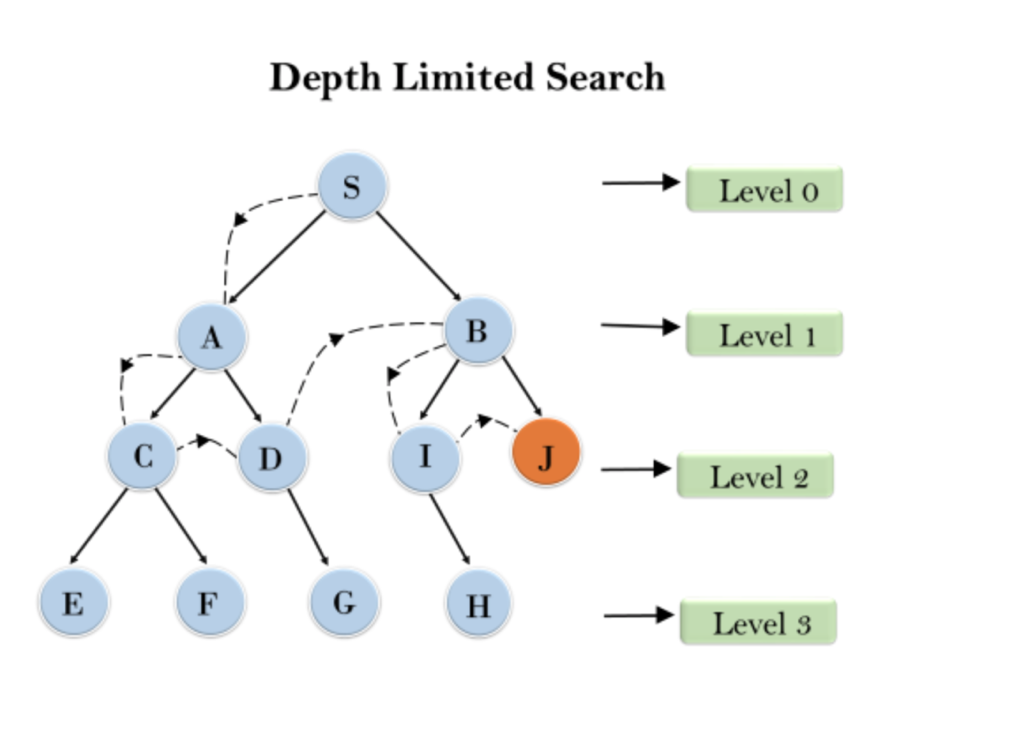 Depth Limited Search
S
Level 0
A
B
Level 1
C
D
I
J
Level 2
E
F
G
H
Level 3